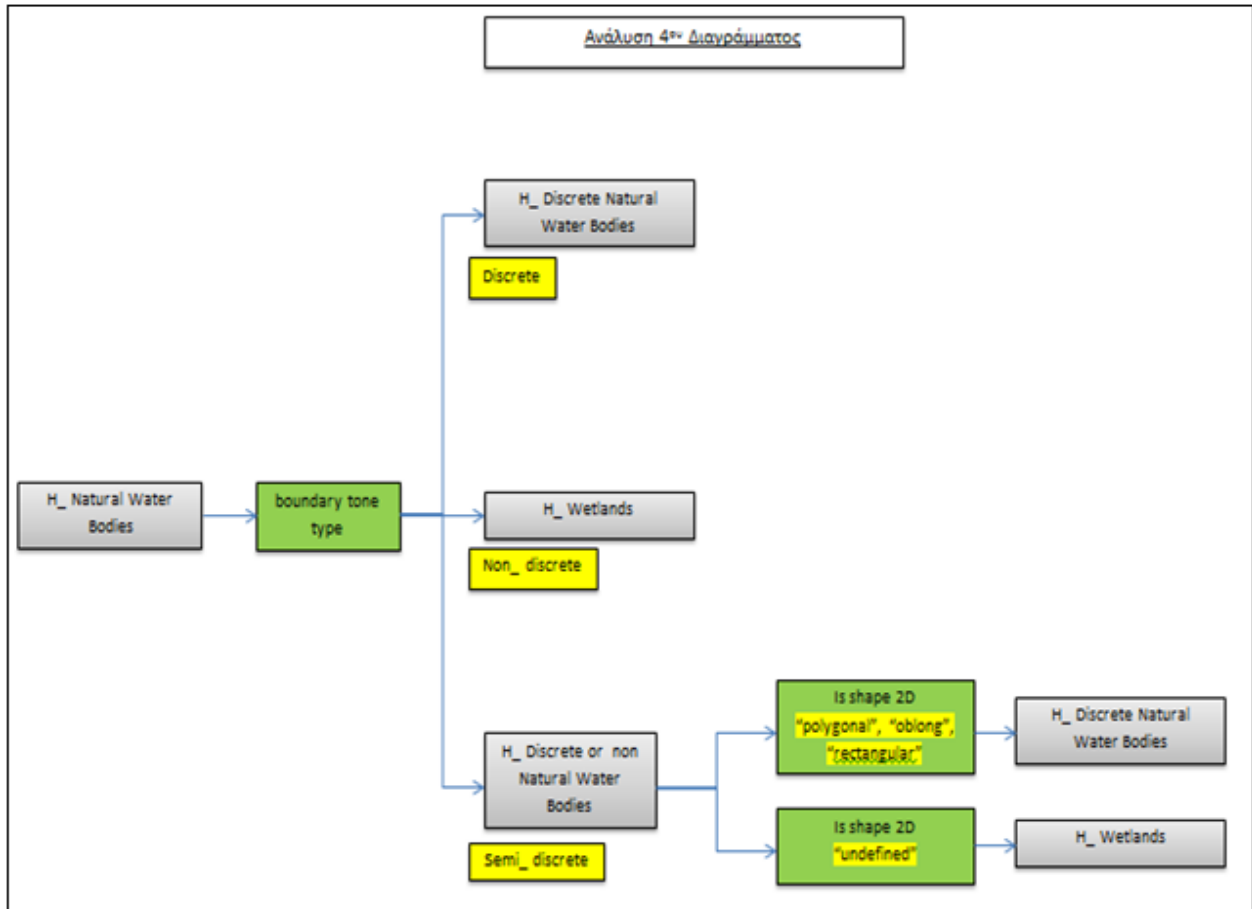 Ανάλυση 4ου Διαγράμματος
H_ Discrete Natural
Water Bodies
Discrete
H_ Natural Water
Bodies
boundary tone
type
H_ Wetlands
Non_ discrete
H_ Discrete or non
Natural Water
Bodies
Semi_ discrete
Is shape 2D
"polygonal", "oblong",
"rectangular"
H_ Discrete Natural
Water Bodies
Is shape 2D
"undefined"
H_ Wetlands